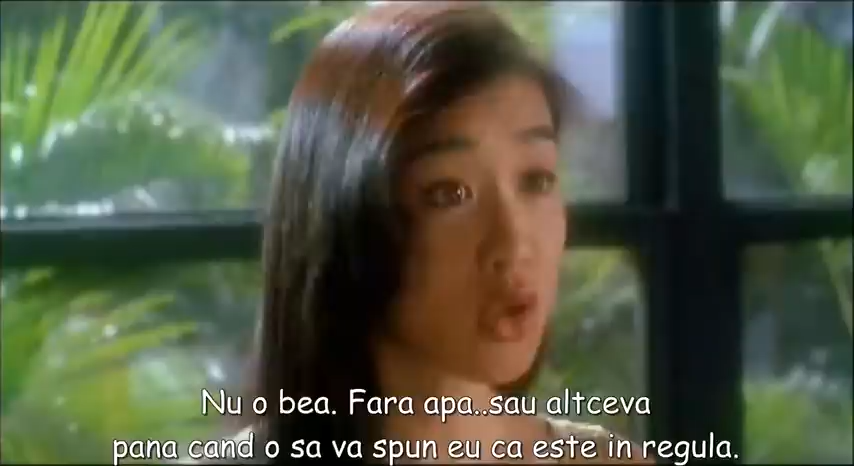 Nu o bea. Fara apa..sau altceva
pana cand o sa va spun eu ca este in regula.